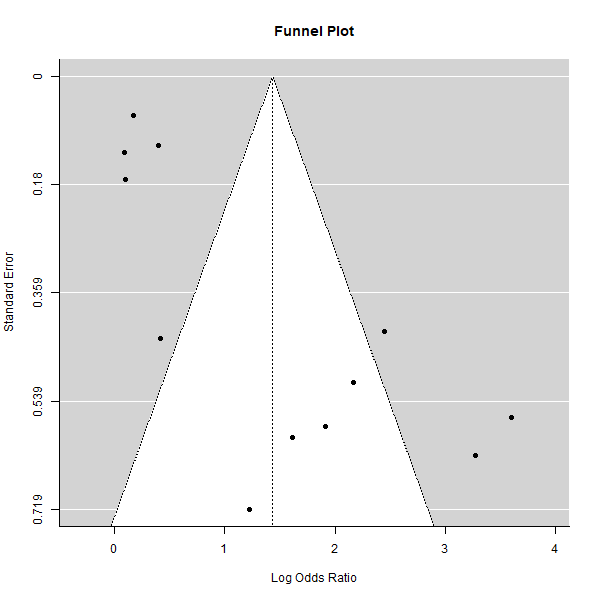 Funnel Plot
Standard Error
0
0.18
0.359
0.539
0.719
0 1 2 3 4
Log Odds Ratio